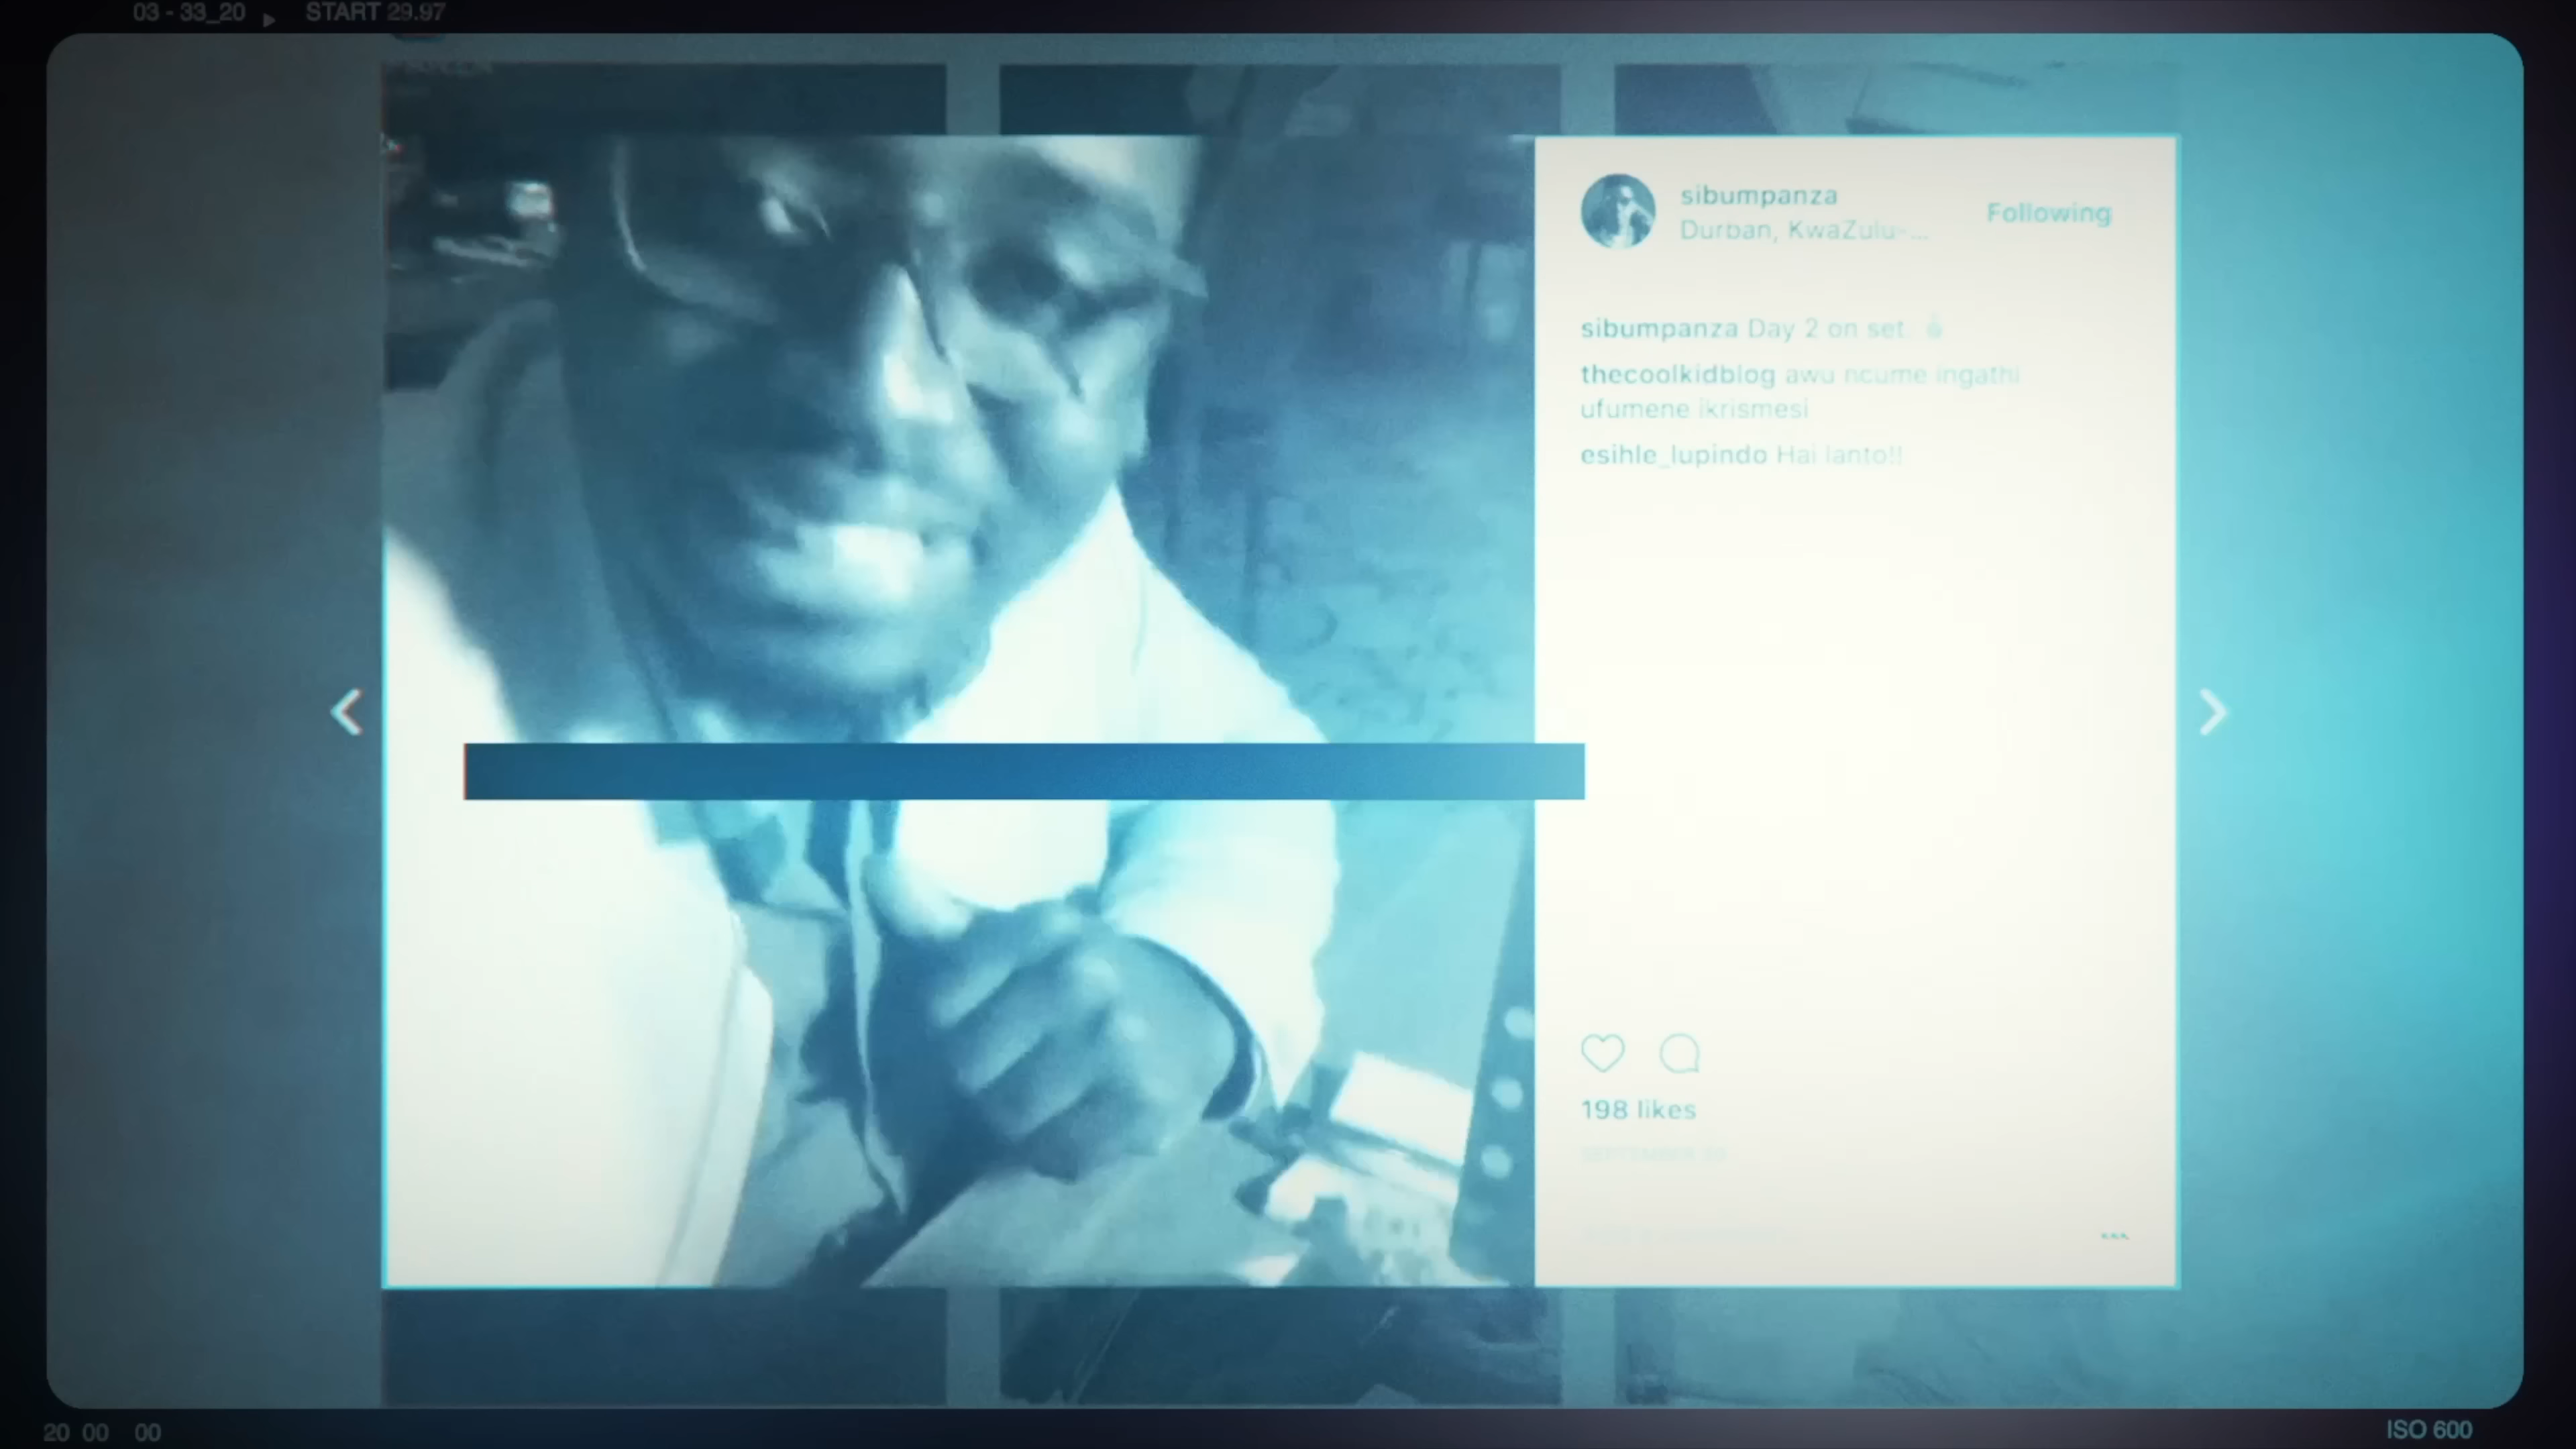 03 - 33_20
START 29.97
sibumpanza
Durban, KwaZulu-...
Following
sibumpanza Day 2 on set.
thecoolkidblog awu ncume ingathi
ufumene ikrismesi
esihle_lupindo Hai lanto!!
198 likes
20 00 00
ISO 600